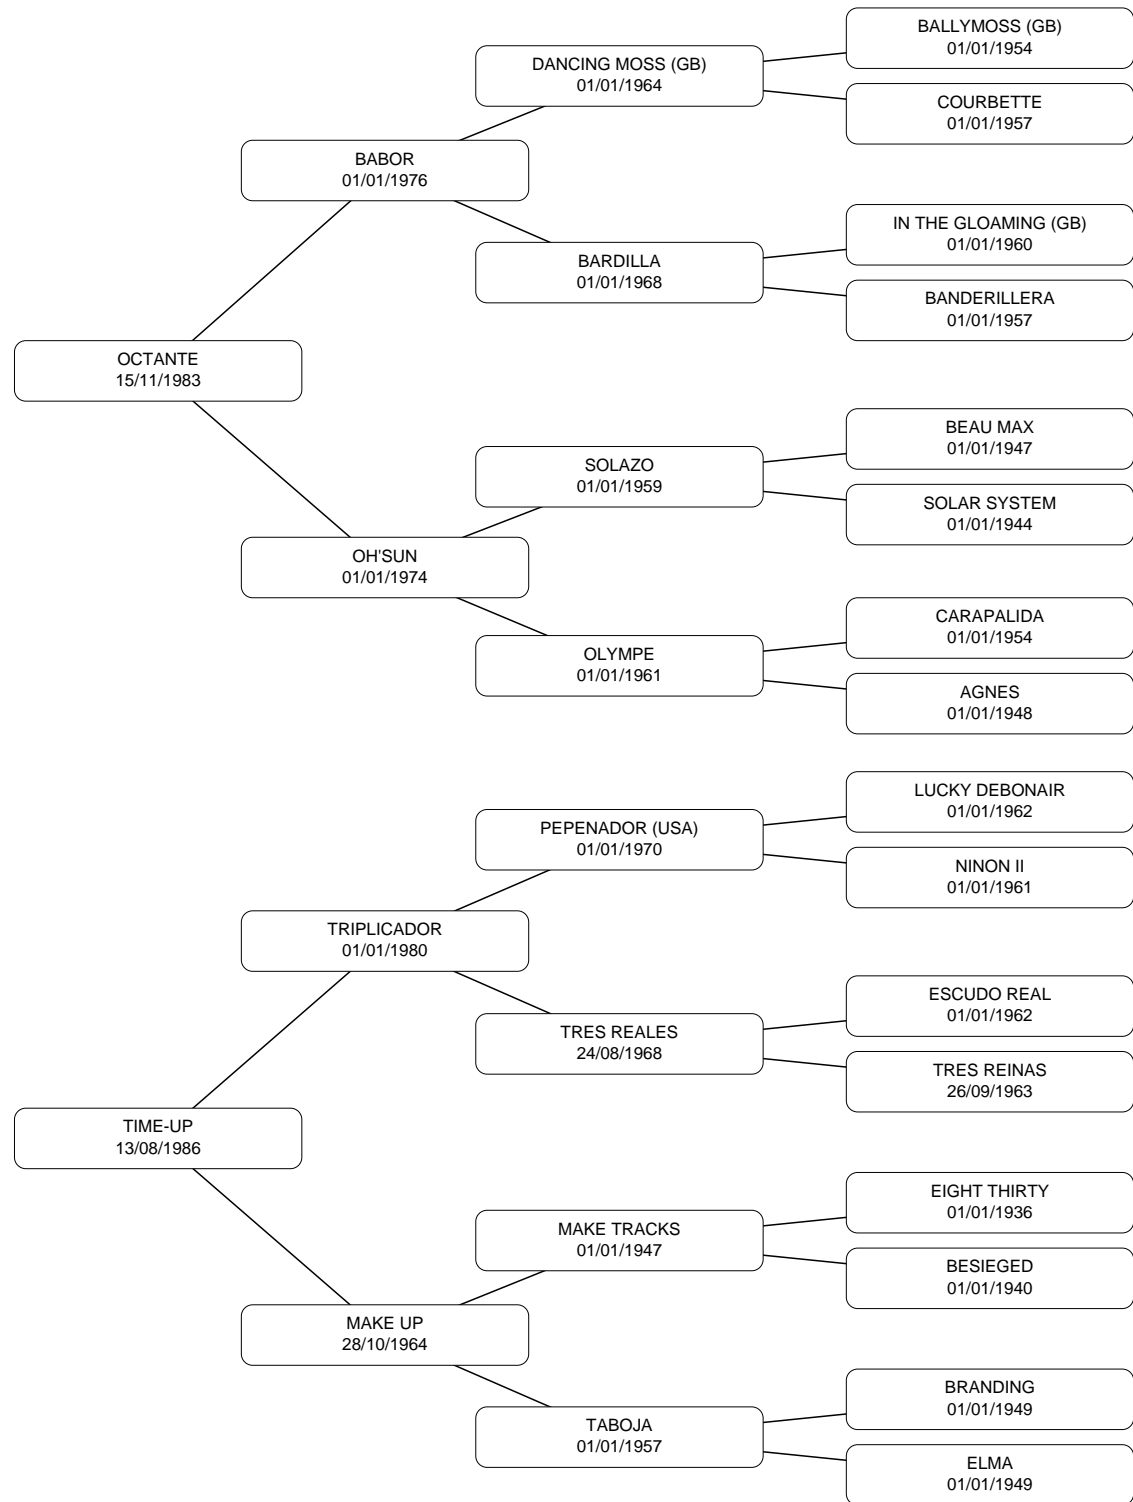 BALLYMOSS (GB)
01/01/1954
DANCING MOSS (GB)
01/01/1964
COURBETTE
01/01/1957
BABOR
01/01/1976
IN THE GLOAMING (GB)
01/01/1960
BARDILLA
01/01/1968
BANDERILLERA
01/01/1957
OCTANTE
15/11/1983
BEAU MAX
01/01/1947
SOLAZO
01/01/1959
SOLAR SYSTEM
01/01/1944
OH'SUN
01/01/1974
CARAPALIDA
01/01/1954
OLYMPE
01/01/1961
AGNES
01/01/1948
LUCKY DEBONAIR
01/01/1962
PEPENADOR (USA)
01/01/1970
NINON II
01/01/1961
TRIPLICADOR
01/01/1980
ESCUDO REAL
01/01/1962
TRES REALES
24/08/1968
TRES REINAS
26/09/1963
TIME-UP
13/08/1986
EIGHT THIRTY
01/01/1936
MAKE TRACKS
01/01/1947
BESIEGED
01/01/1940
MAKE UP
28/10/1964
BRANDING
01/01/1949
TABOJA
01/01/1957
ELMA
01/01/1949